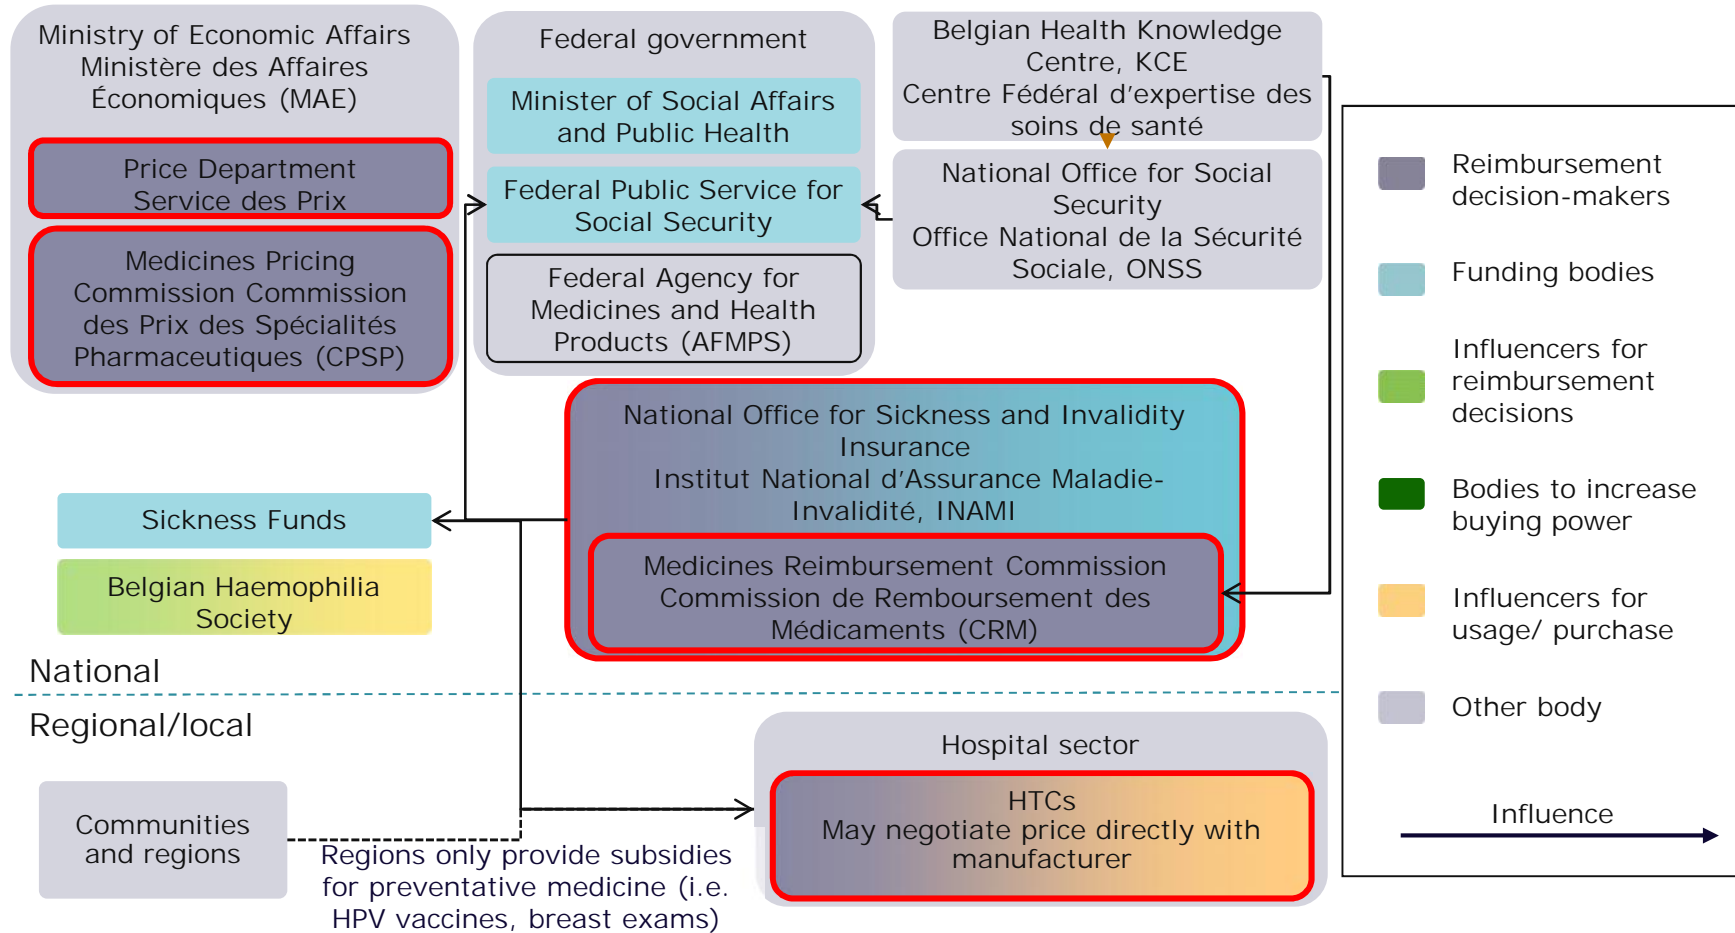 Ministry of Economic Affairs
Ministère des Affaires
Économiques (MAE)
Price Department
Service des Prix
Medicines Pricing
Commission Commission
des Prix des Spécialités
Pharmaceutiques (CPSP)
Federal government
Minister of Social Affairs
and Public Health
Federal Public Service for
Social Security
Federal Agency for
Medicines and Health
Products (AFMPS)
Belgian Health Knowledge
Centre, KCE
Centre Fédéral d'expertise des
soins de santé
National Office for Social
Security
Office National de la Sécurité
Sociale, ONSS
National Office for Sickness and Invalidity
Insurance
Institut National d'Assurance Maladie-
Invalidité, INAMI
Medicines Reimbursement Commission
Commission de Remboursement des
Médicaments (CRM)
Sickness Funds
Belgian Haemophilia
Society
National
Regional/local
Communities
and regions
Regions only provide subsidies
for preventative medicine (i.e.
HPV vaccines, breast exams)
Hospital sector
HTCs
May negotiate price directly with
manufacturer
Reimbursement
decision-makers
Funding bodies
Influencers for
reimbursement
decisions
Bodies to increase
buying power
Influencers for
usage/ purchase
Other body
Influence